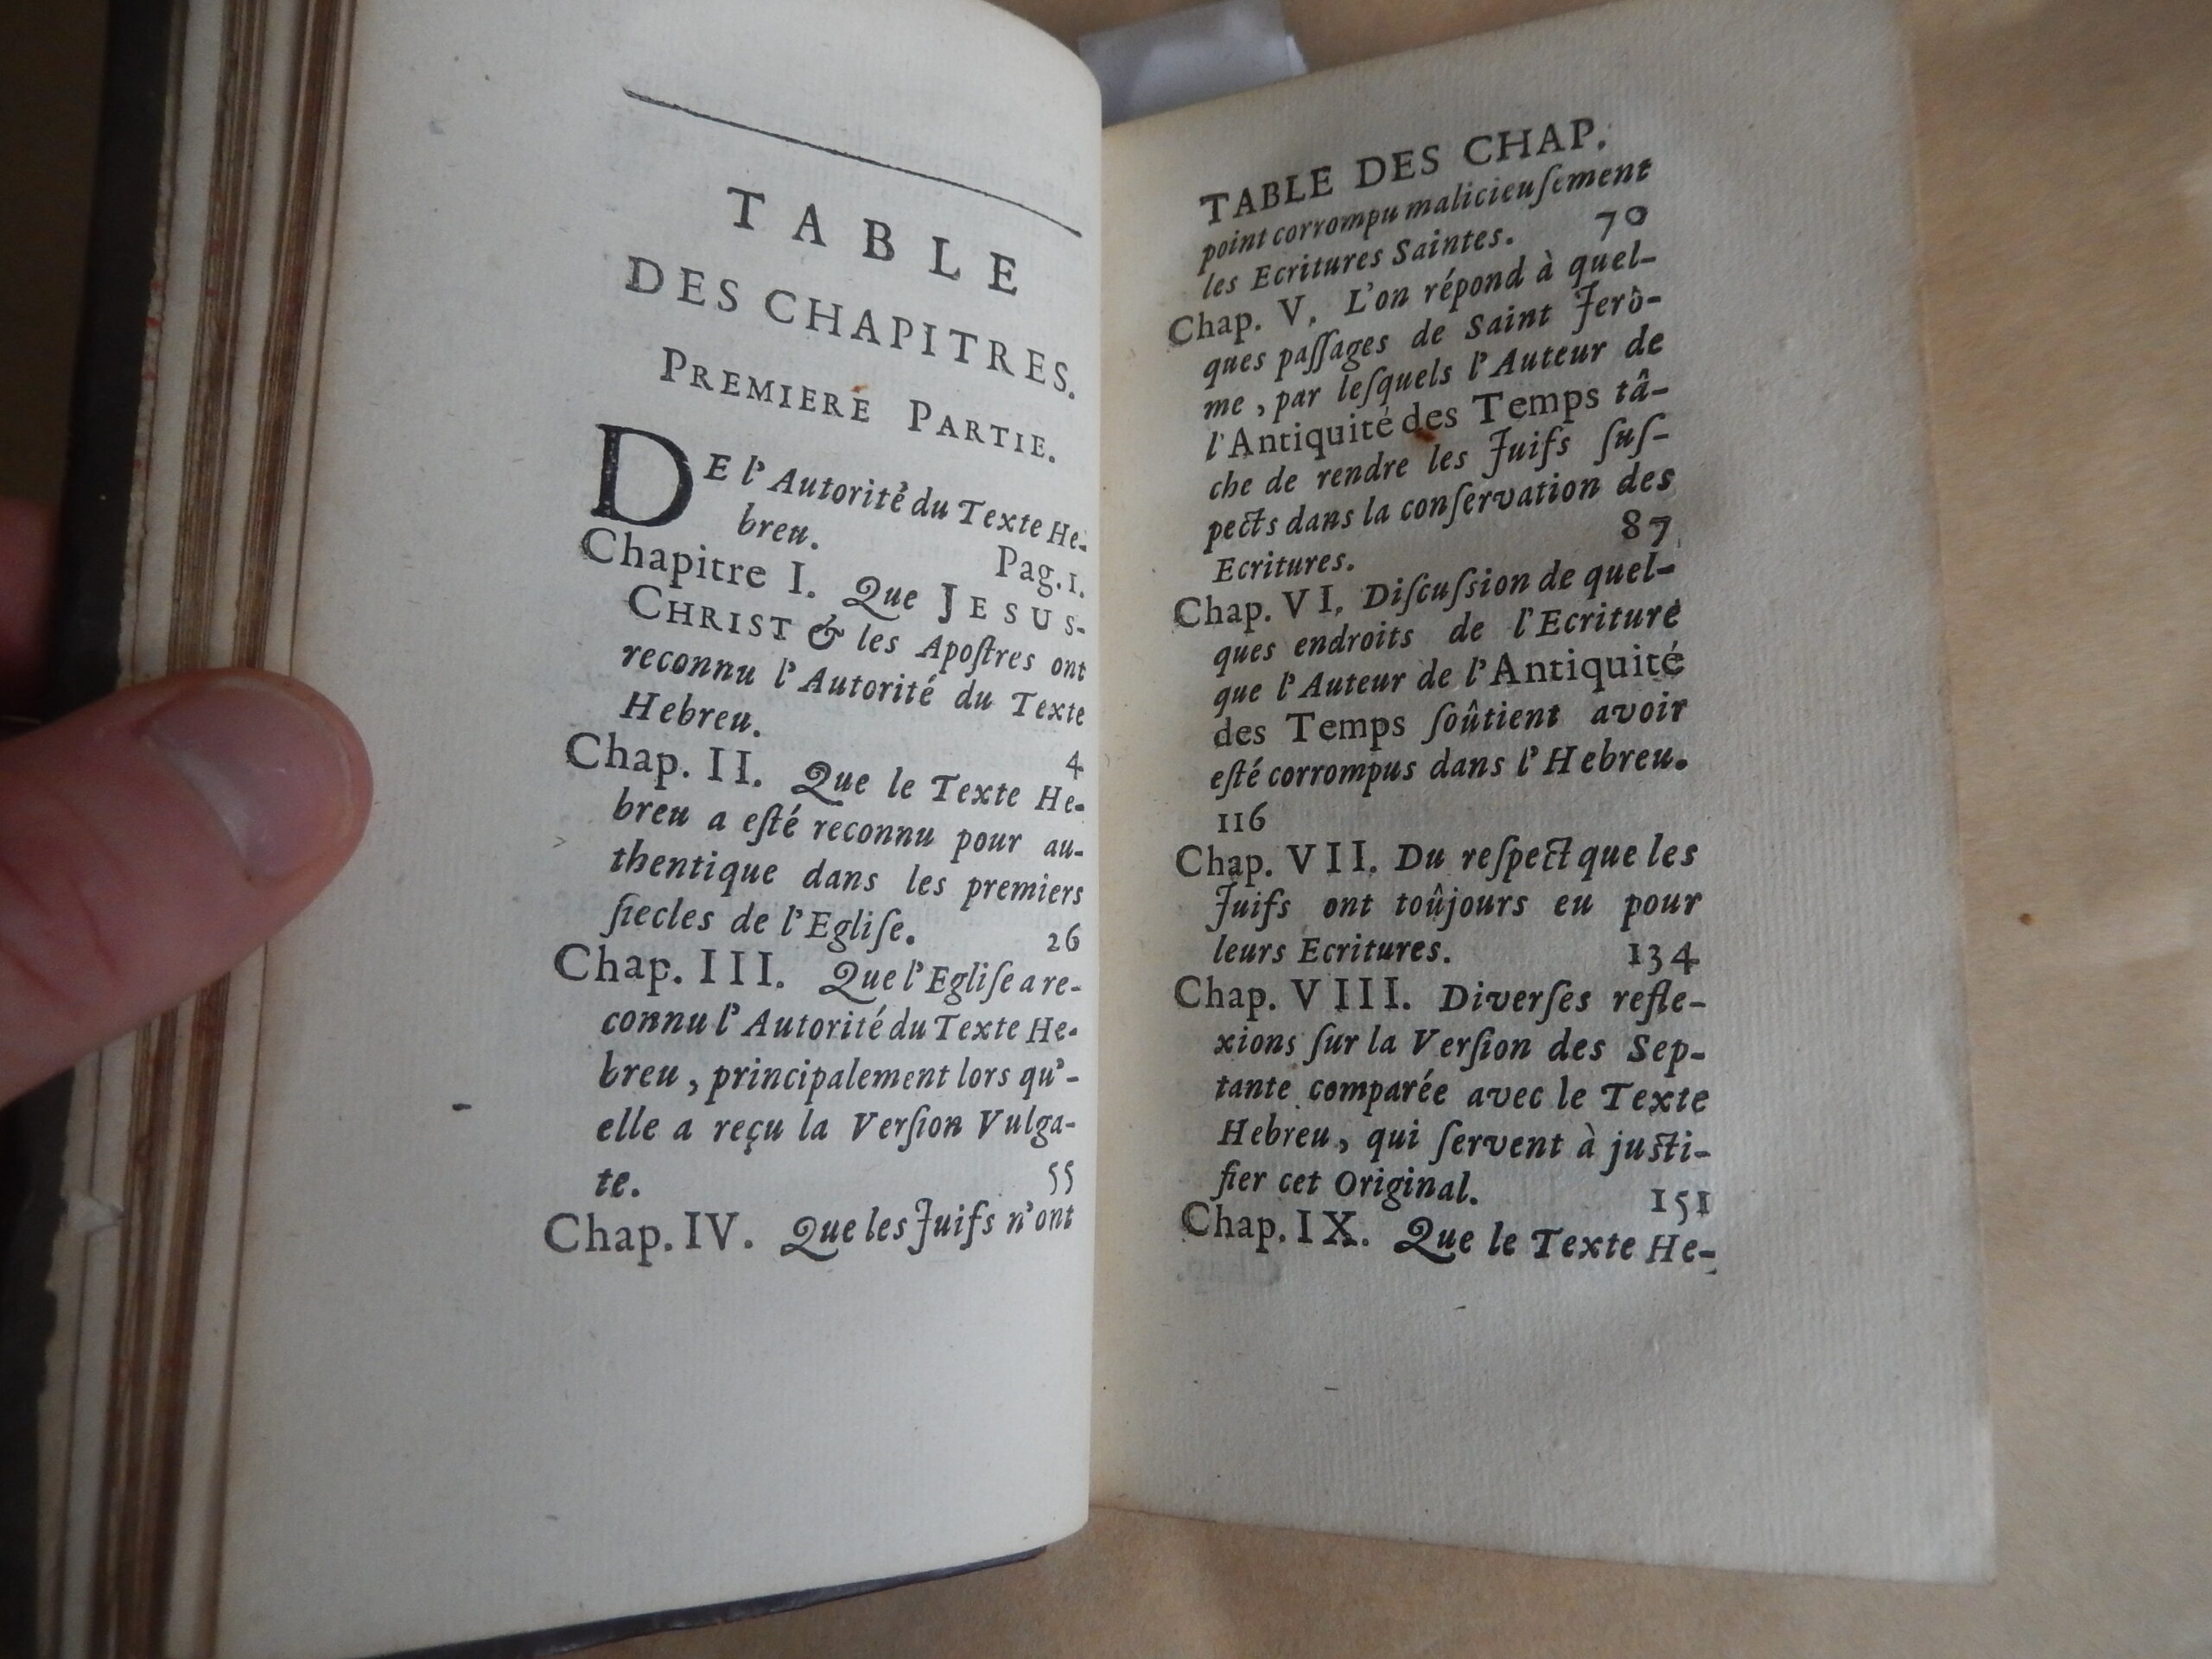 TABLE
DES CHAPITRES.
PREMIERE PARTIE.
DE l'Autorité du Texte He-
breu. Pag. 1.
Chapitre I. Que JESUS-
CHRIST & les Apoſtres ont
reconnu l'Autorité du Texte
Hebreu. 4
Chap. II. Que le Texte He-
breu a eſté reconnu pour au-
thentique dans les premiers
ſiecles de l'Egliſe. 26
Chap. III. Que l'Egliſe a re-
connu l'Autorité du Texte He-
breu, principalement lors qu'-
elle a reçu la Verſion Vulga-
te. 55
Chap. IV. Que les Juifs n'ont
TABLE DES CHAP.
point corrompu malicieuſement
les Ecritures Saintes. 70
Chap. V. L'on répond à quel-
ques paſſages de Saint Jerò-
me, par leſquels l'Auteur de
l'Antiquité des Temps tâ-
che de rendre les Juifs ſuſ-
pects dans la conſervation des
Ecritures. 87
Chap. VI. Diſcuſſion de quel-
ques endroits de l'Ecriture
que l'Auteur de l'Antiquité
des Temps ſoûtient avoir
eſté corrompus dans l'Hebreu.
116
Chap. VII. Du reſpect que les
Juifs ont toûjours eu pour
leurs Ecritures. 134
Chap. VIII. Diverſes refle-
xions ſur la Verſion des Sep-
tante comparée avec le Texte
Hebreu, qui ſervent à juſti-
fier cet Original. 151
Chap. IX. Que le Texte He-